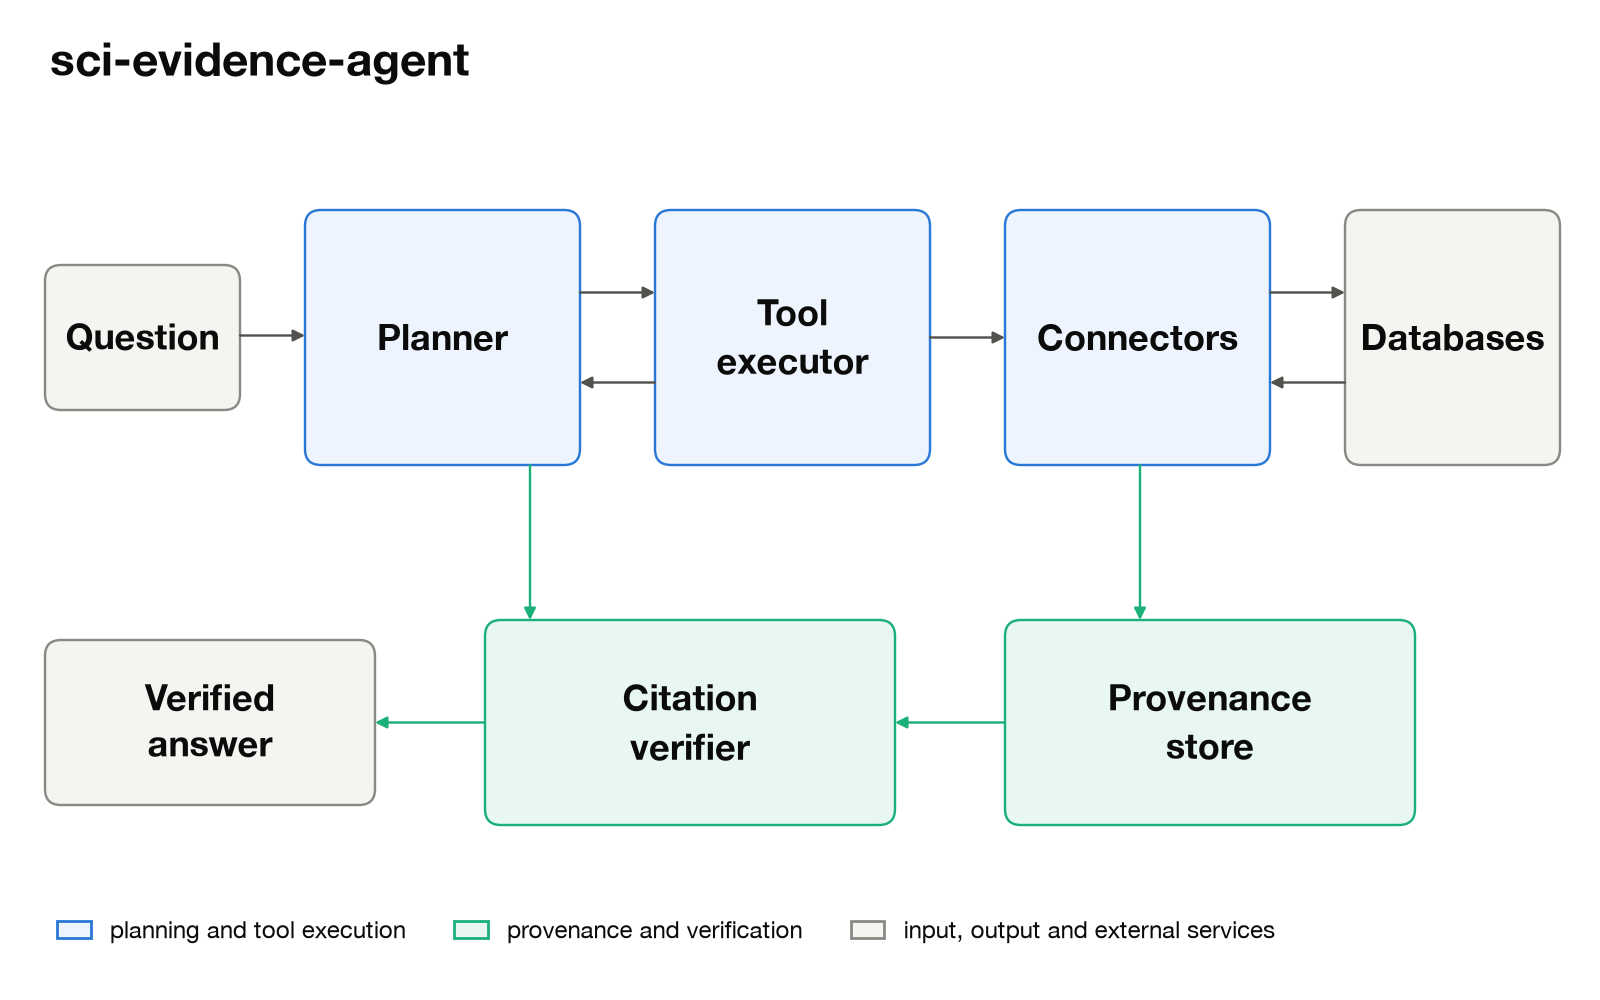 sci-evidence-agent
Question
Planner
Tool
executor
Connectors
Databases
Verified
answer
Citation
verifier
Provenance
store
planning and tool execution
provenance and verification
input, output and external services